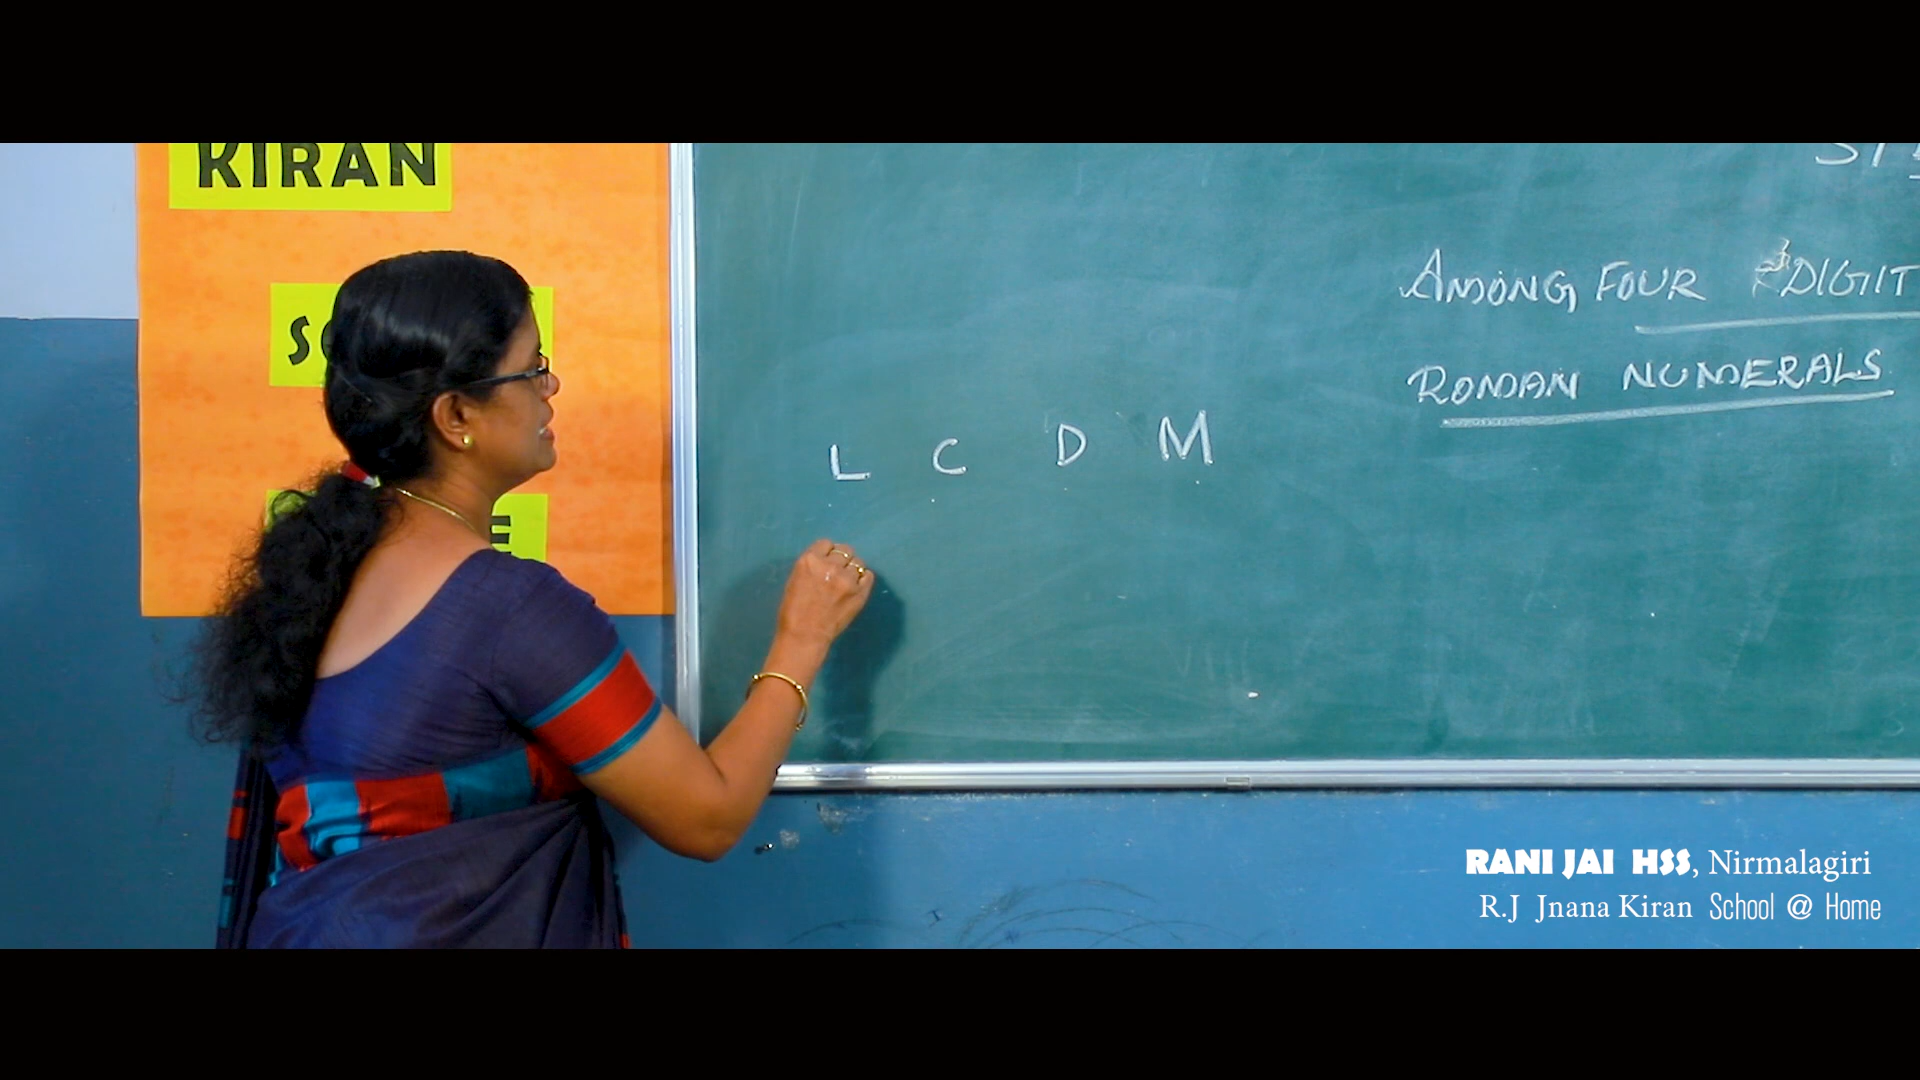 KIRAN
AMONG FOUR DIGIT
ROMAN NUMERALS
L C D M
RANI JAI HSS, Nirmalagiri
R.J Jnana Kiran School @ Home